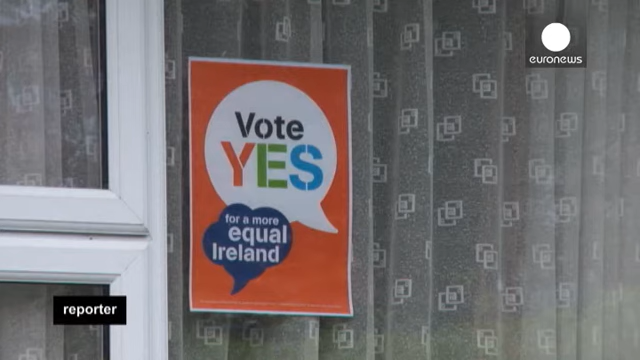 euronews
Vote
YES
for a more
equal
Ireland
reporter